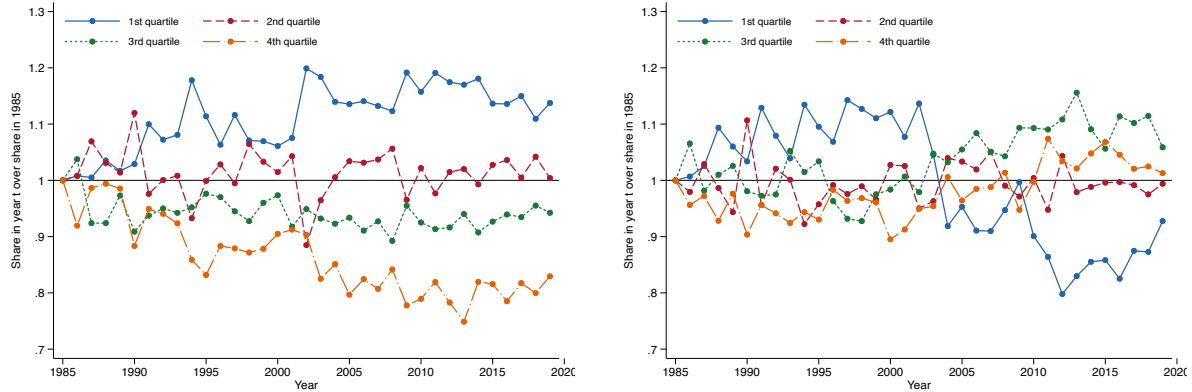 1st quartile 2nd quartile
3rd quartile 4th quartile
Share in year t over share in 1985
1.3
1.2
1.1
1
.9
.8
.7
1985 1990 1995 2000 2005 2010 2015 2020
Year
1st quartile 2nd quartile
3rd quartile 4th quartile
Share in year t over share in 1985
1.3
1.2
1.1
1
.9
.8
.7
1985 1990 1995 2000 2005 2010 2015 2020
Year